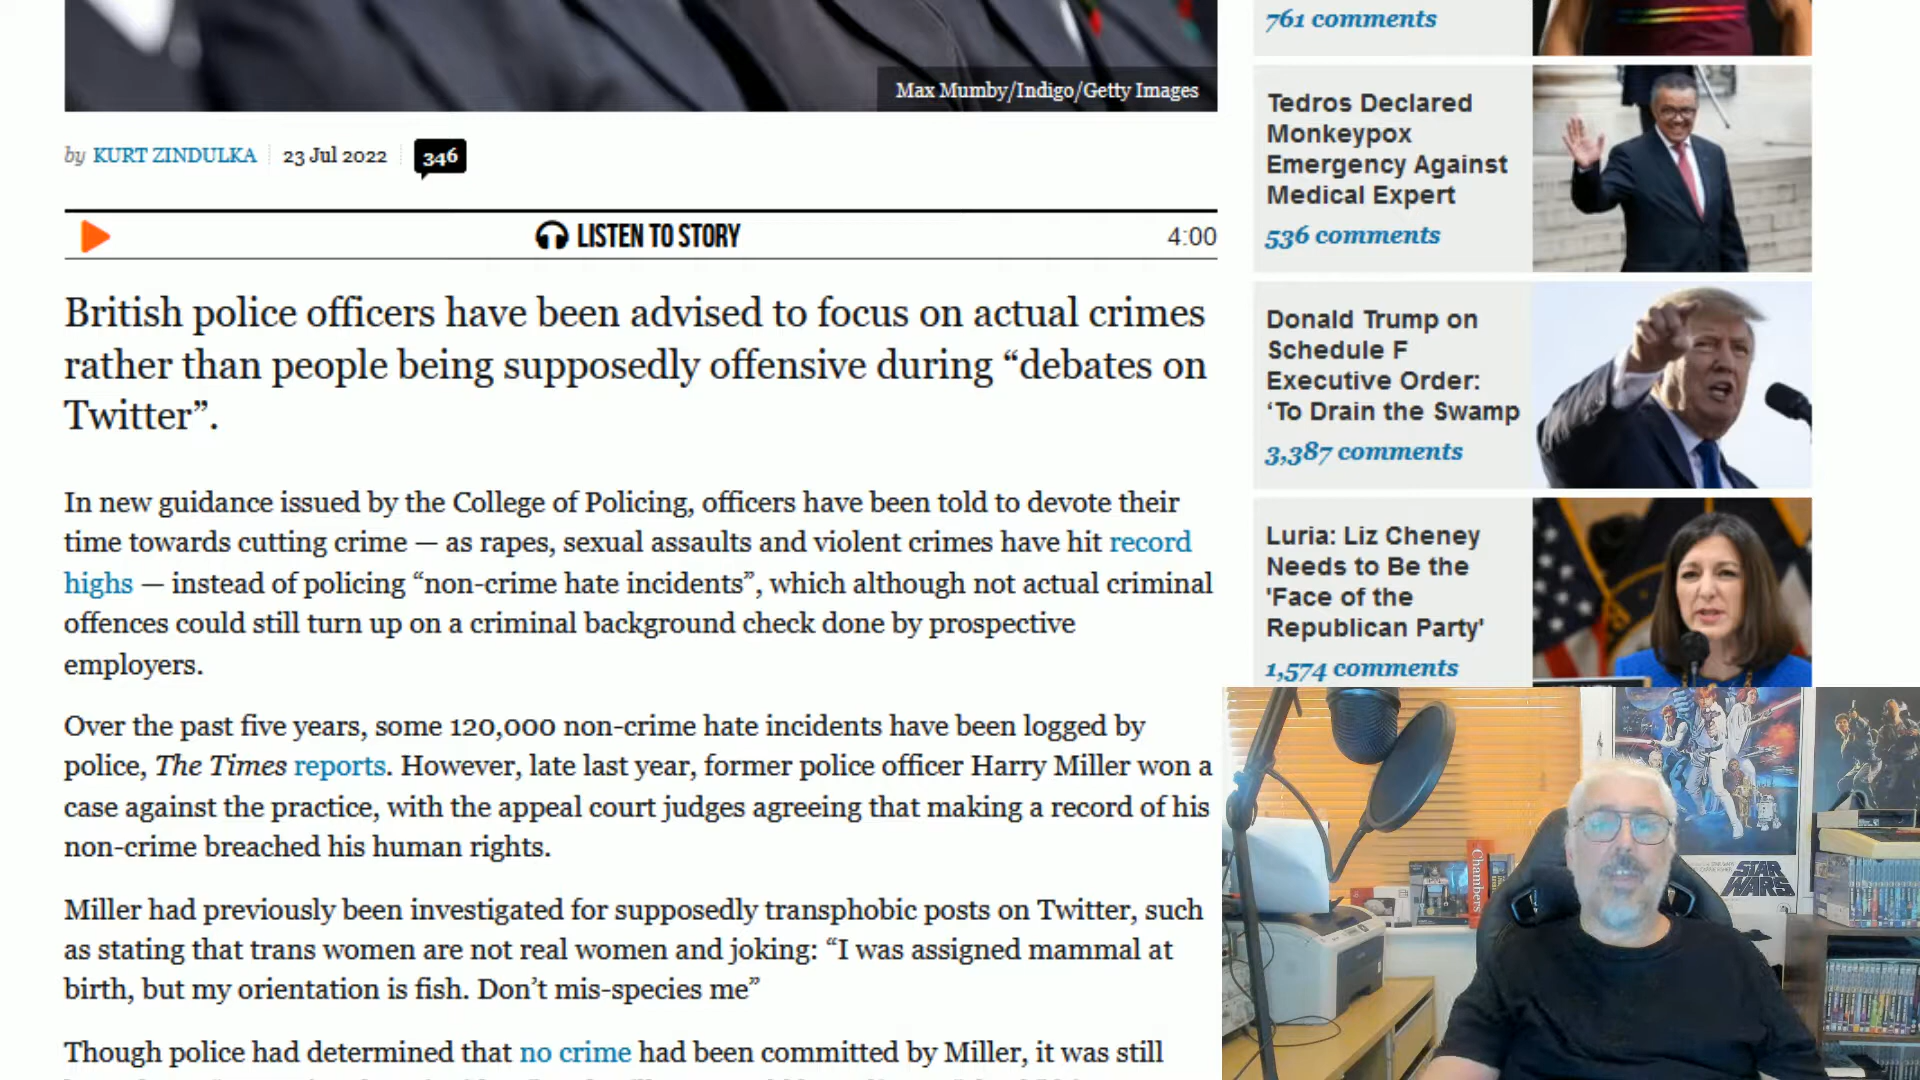 Max Mumby/Indigo/Getty Images
by KURT ZINDULKA 23 Jul 2022 346
LISTEN TO STORY 4:00
British police officers have been advised to focus on actual crimes
rather than people being supposedly offensive during “debates on
Twitter”.
In new guidance issued by the College of Policing, officers have been told to devote their
time towards cutting crime — as rapes, sexual assaults and violent crimes have hit record
highs — instead of policing “non-crime hate incidents”, which although not actual criminal
offences could still turn up on a criminal background check done by prospective
employers.
Over the past five years, some 120,000 non-crime hate incidents have been logged by
police, The Times reports. However, late last year, former police officer Harry Miller won a
case against the practice, with the appeal court judges agreeing that making a record of his
non-crime breached his human rights.
Miller had previously been investigated for supposedly transphobic posts on Twitter, such
as stating that trans women are not real women and joking: “I was assigned mammal at
birth, but my orientation is fish. Don’t mis-species me”
Though police had determined that no crime had been committed by Miller, it was still
761 comments
Tedros Declared
Monkeypox
Emergency Against
Medical Expert
536 comments
Donald Trump on
Schedule F
Executive Order:
‘To Drain the Swamp
3,387 comments
Luria: Liz Cheney
Needs to Be the
'Face of the
Republican Party'
1,574 comments
Chambers
STAR
WARS